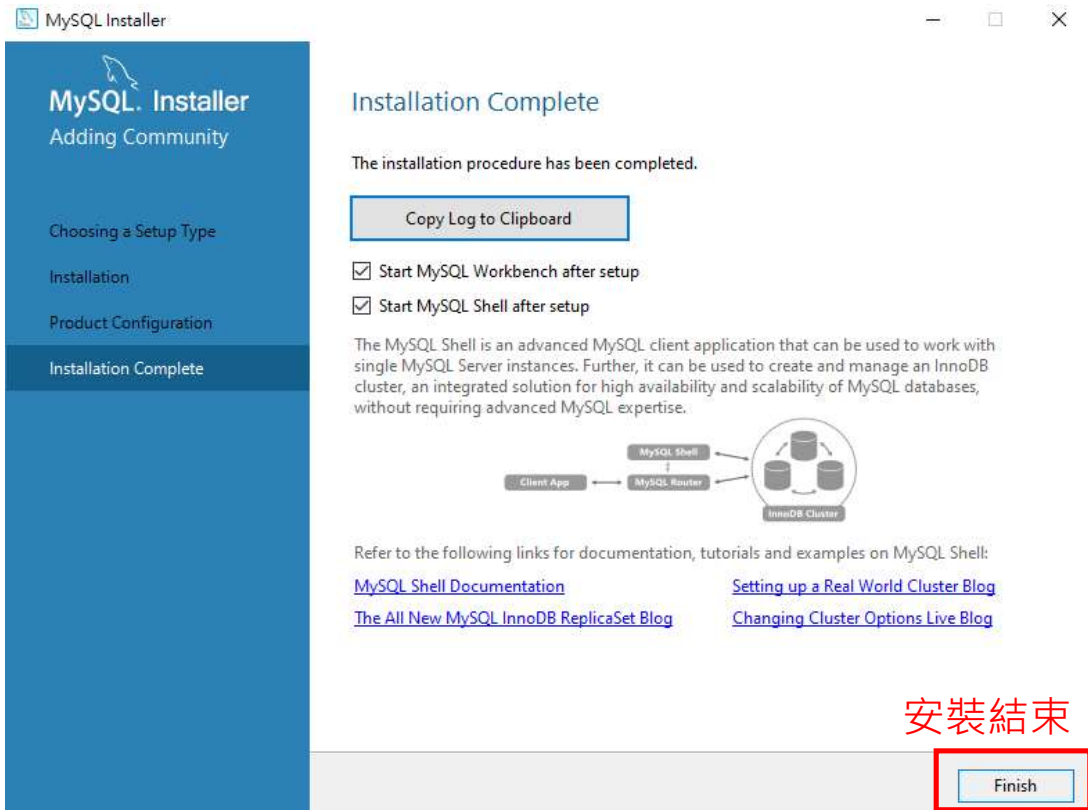 MySQL Installer
MySQL. Installer
Adding Community
Choosing a Setup Type
Installation
Product Configuration
Installation Complete
Installation Complete
The installation procedure has been completed.
Copy Log to Clipboard
Start MySQL Workbench after setup
Start MySQL Shell after setup
The MySQL Shell is an advanced MySQL client application that can be used to work with
single MySQL Server instances. Further, it can be used to create and manage an InnoDB
cluster, an integrated solution for high availability and scalability of MySQL databases,
without requiring advanced MySQL expertise.
MySQL Shell
Client App
MySQL Router
InnoDB Cluster
Refer to the following links for documentation, tutorials and examples on MySQL Shell:
MySQL Shell Documentation
Setting up a Real World Cluster Blog
The All New MySQL InnoDB ReplicaSet Blog
Changing Cluster Options Live Blog
安裝結束
Finish